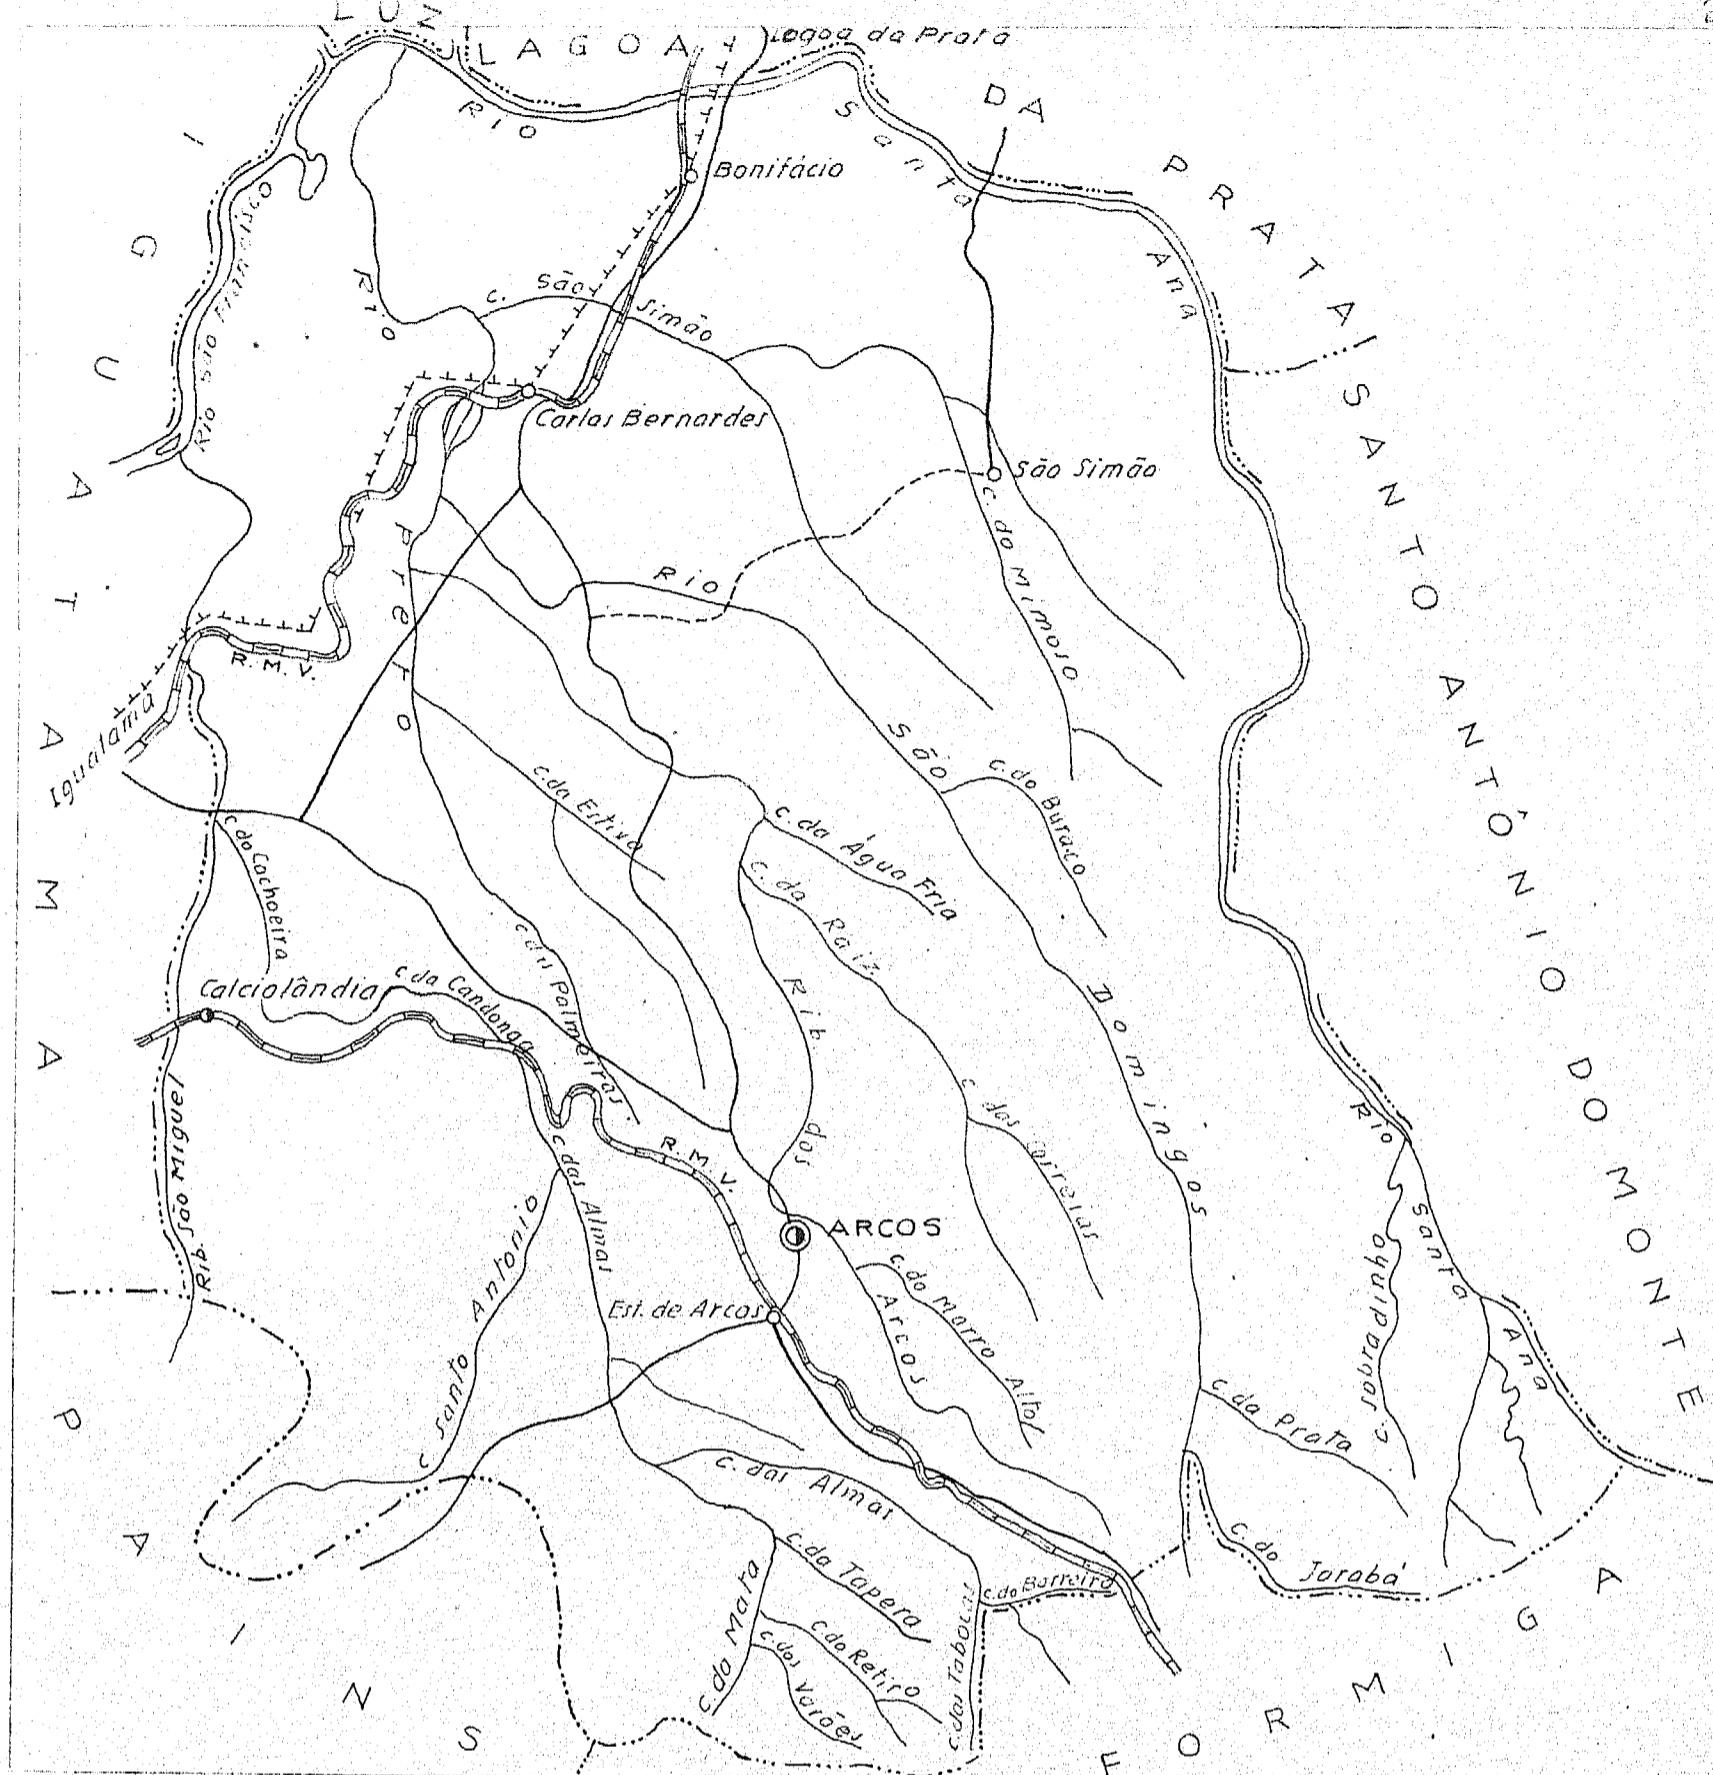 LUZ
LAGOA
Lagoa da Prata
DA
PRATA
SANTO ANTÔNIO DO MONTE
IGUATAMA
PAINS
FORMIGA
Rio
Santa
Ana
Bonifácio
Rio São Francisco
Rio
c. São Simão
Carlos Bernardes
São Simão
c. do Mimoso
Preto
Rio
São
Domingos
R. M. V.
Iguatama
c. do Buraco
c. da Estiva
c. da Água Fria
c. da Raiz
c. do Cachoeira
Calciolândia
c. da Candonga
c. das Palmeiras
Rib.
dos
Arcos
c. das Correias
Rib. São Miguel
c. das Almas
R. M. V.
c Santo Antonio
ARCOS
Est. de Arcos
c. do Morro Alto
Rio
Santa
Ana
c. sobradinho
c. da Prata
c. das Almas
c. do Jorabá
c. da Tapera
c. do Barreiro
c. da Mata
c. do Retiro
c. dos Varões
c. das Tabocas